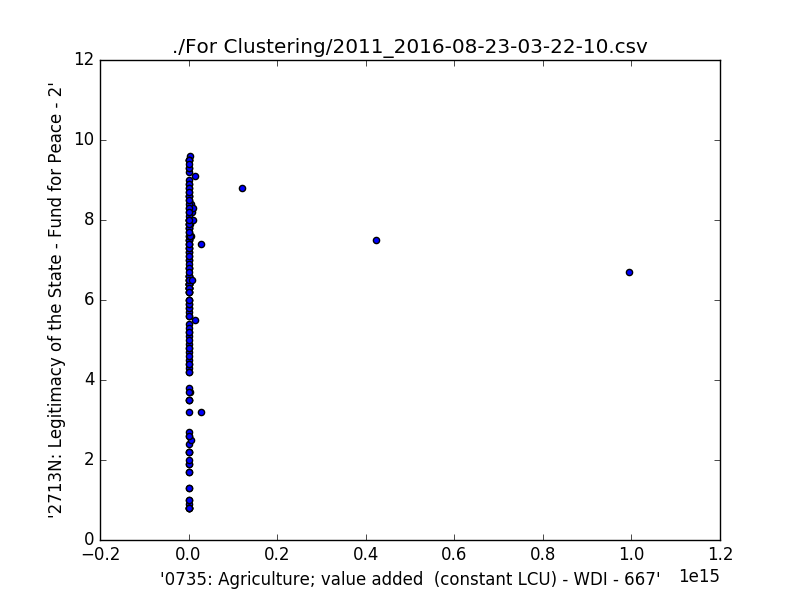 ./For Clustering/2011_2016-08-23-03-22-10.csv
12
10
8
6
4
2
0
'2713N: Legitimacy of the State - Fund for Peace - 2'
−0.2 0.0 0.2 0.4 0.6 0.8 1.0 1.2
1e15
'0735: Agriculture; value added  (constant LCU) - WDI - 667'